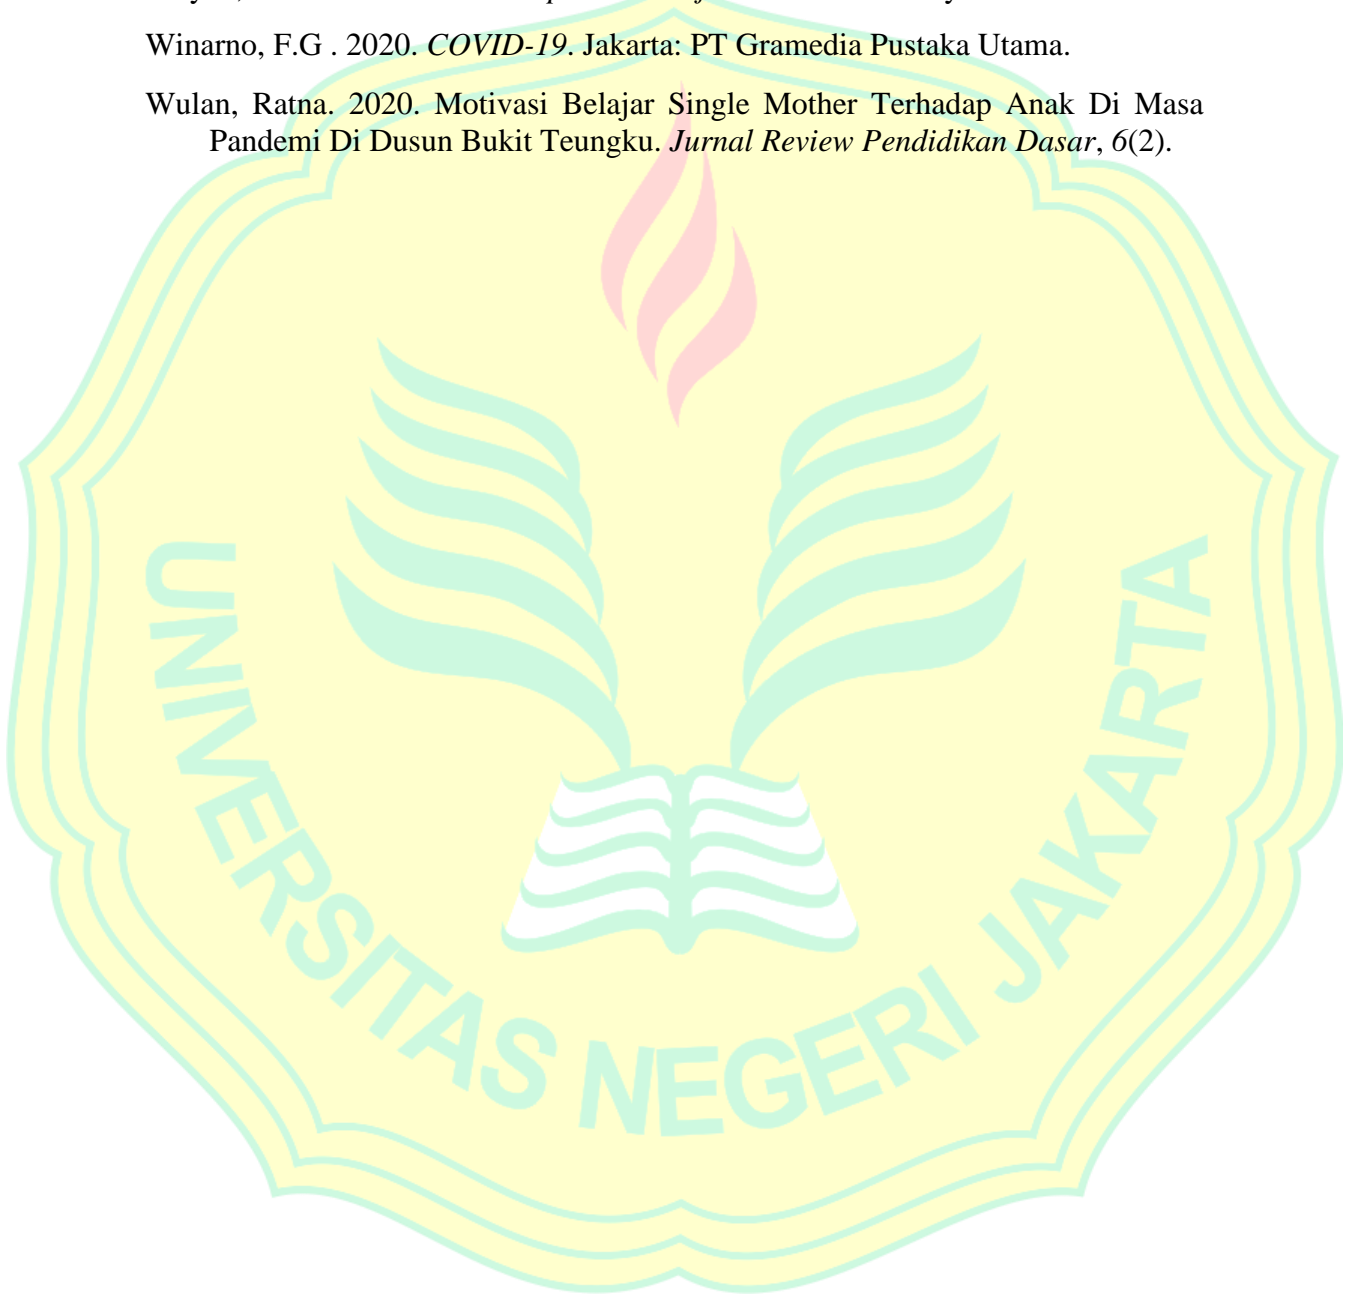 Winarno, F.G . 2020. COVID-19. Jakarta: PT Gramedia Pustaka Utama.
Wulan, Ratna. 2020. Motivasi Belajar Single Mother Terhadap Anak Di Masa
Pandemi Di Dusun Bukit Teungku. Jurnal Review Pendidikan Dasar, 6(2).
UNIVERSITAS NEGERI JAKARTA